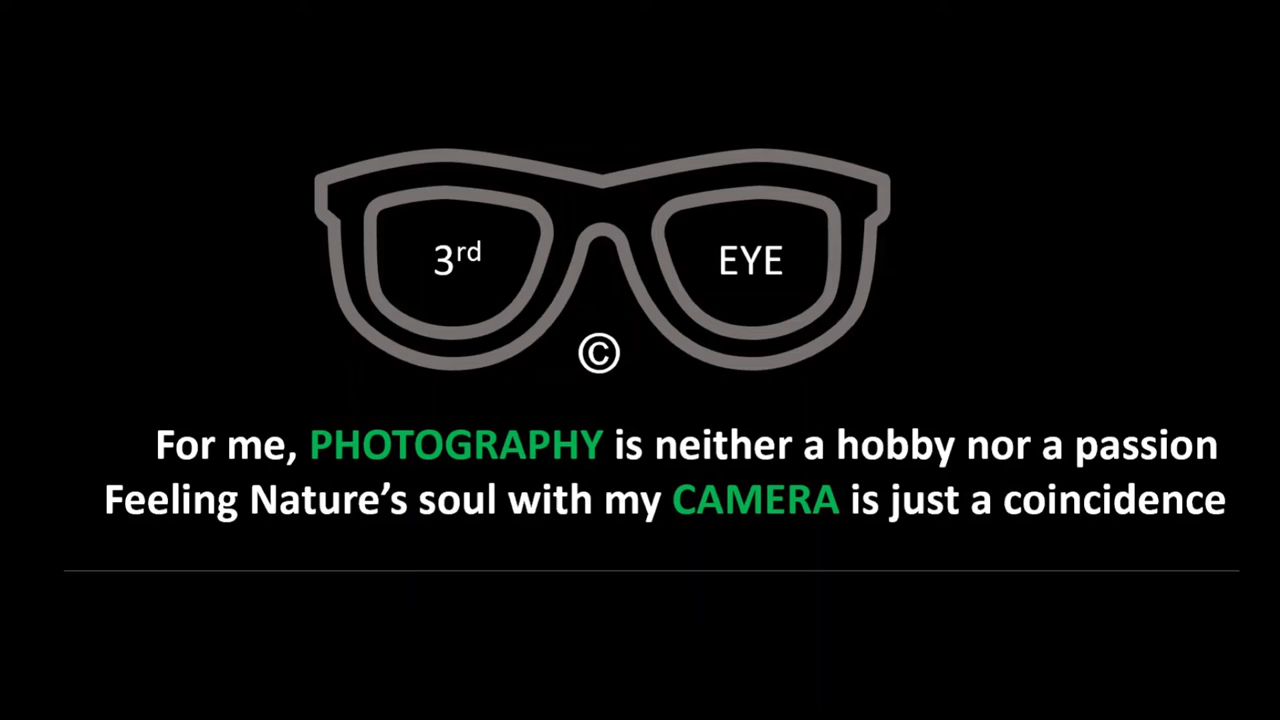 3rd EYE
©
For me, PHOTOGRAPHY is neither a hobby nor a passion
Feeling Nature’s soul with my CAMERA is just a coincidence